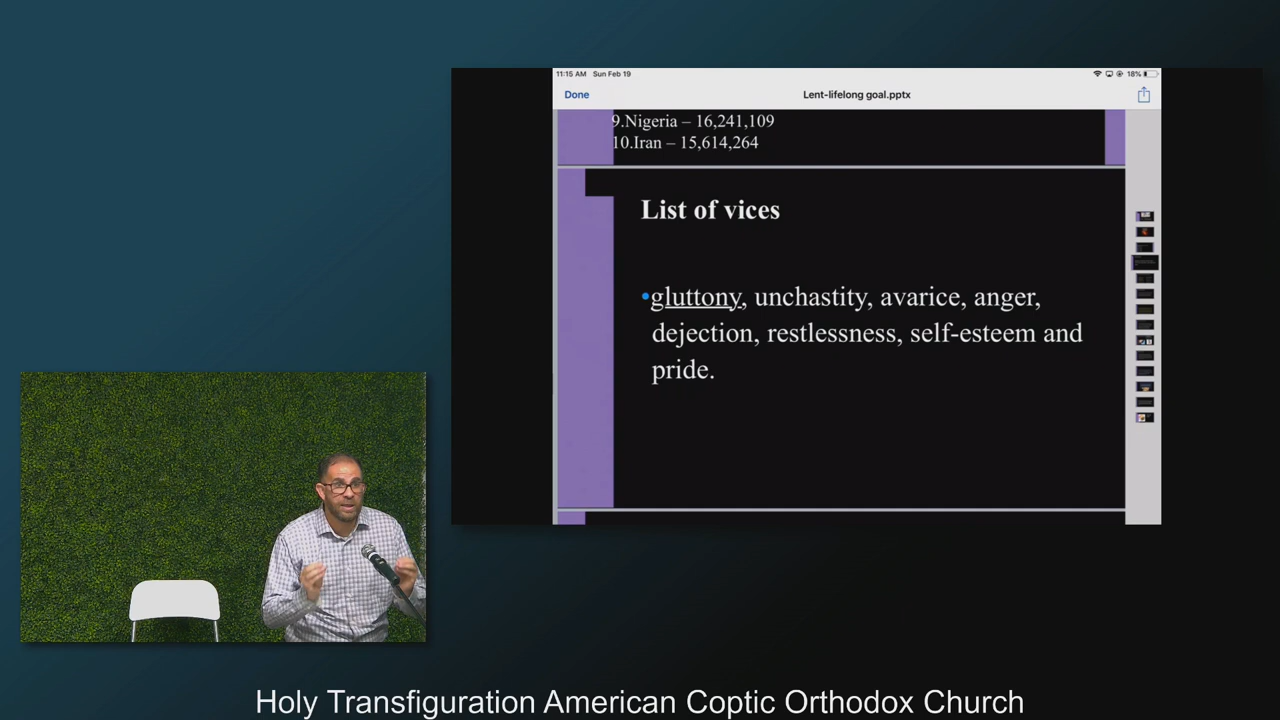 11:15 AM Sun Feb 19
18%
Done
Lent-lifelong goal.pptx
9.Nigeria – 16,241,109
10.Iran – 15,614,264
List of vices
•gluttony, unchastity, avarice, anger,
dejection, restlessness, self-esteem and
pride.
Holy Transfiguration American Coptic Orthodox Church